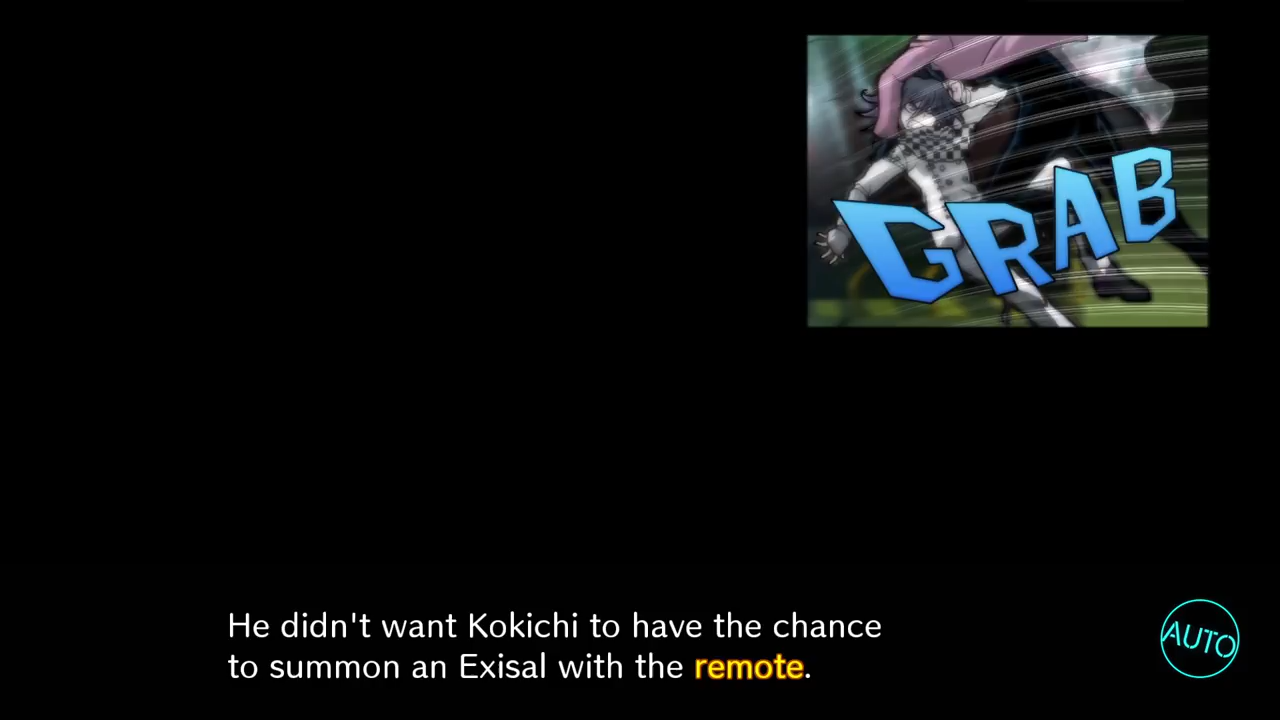 GRAB
He didn't want Kokichi to have the chance
to summon an Exisal with the remote.
AUTO